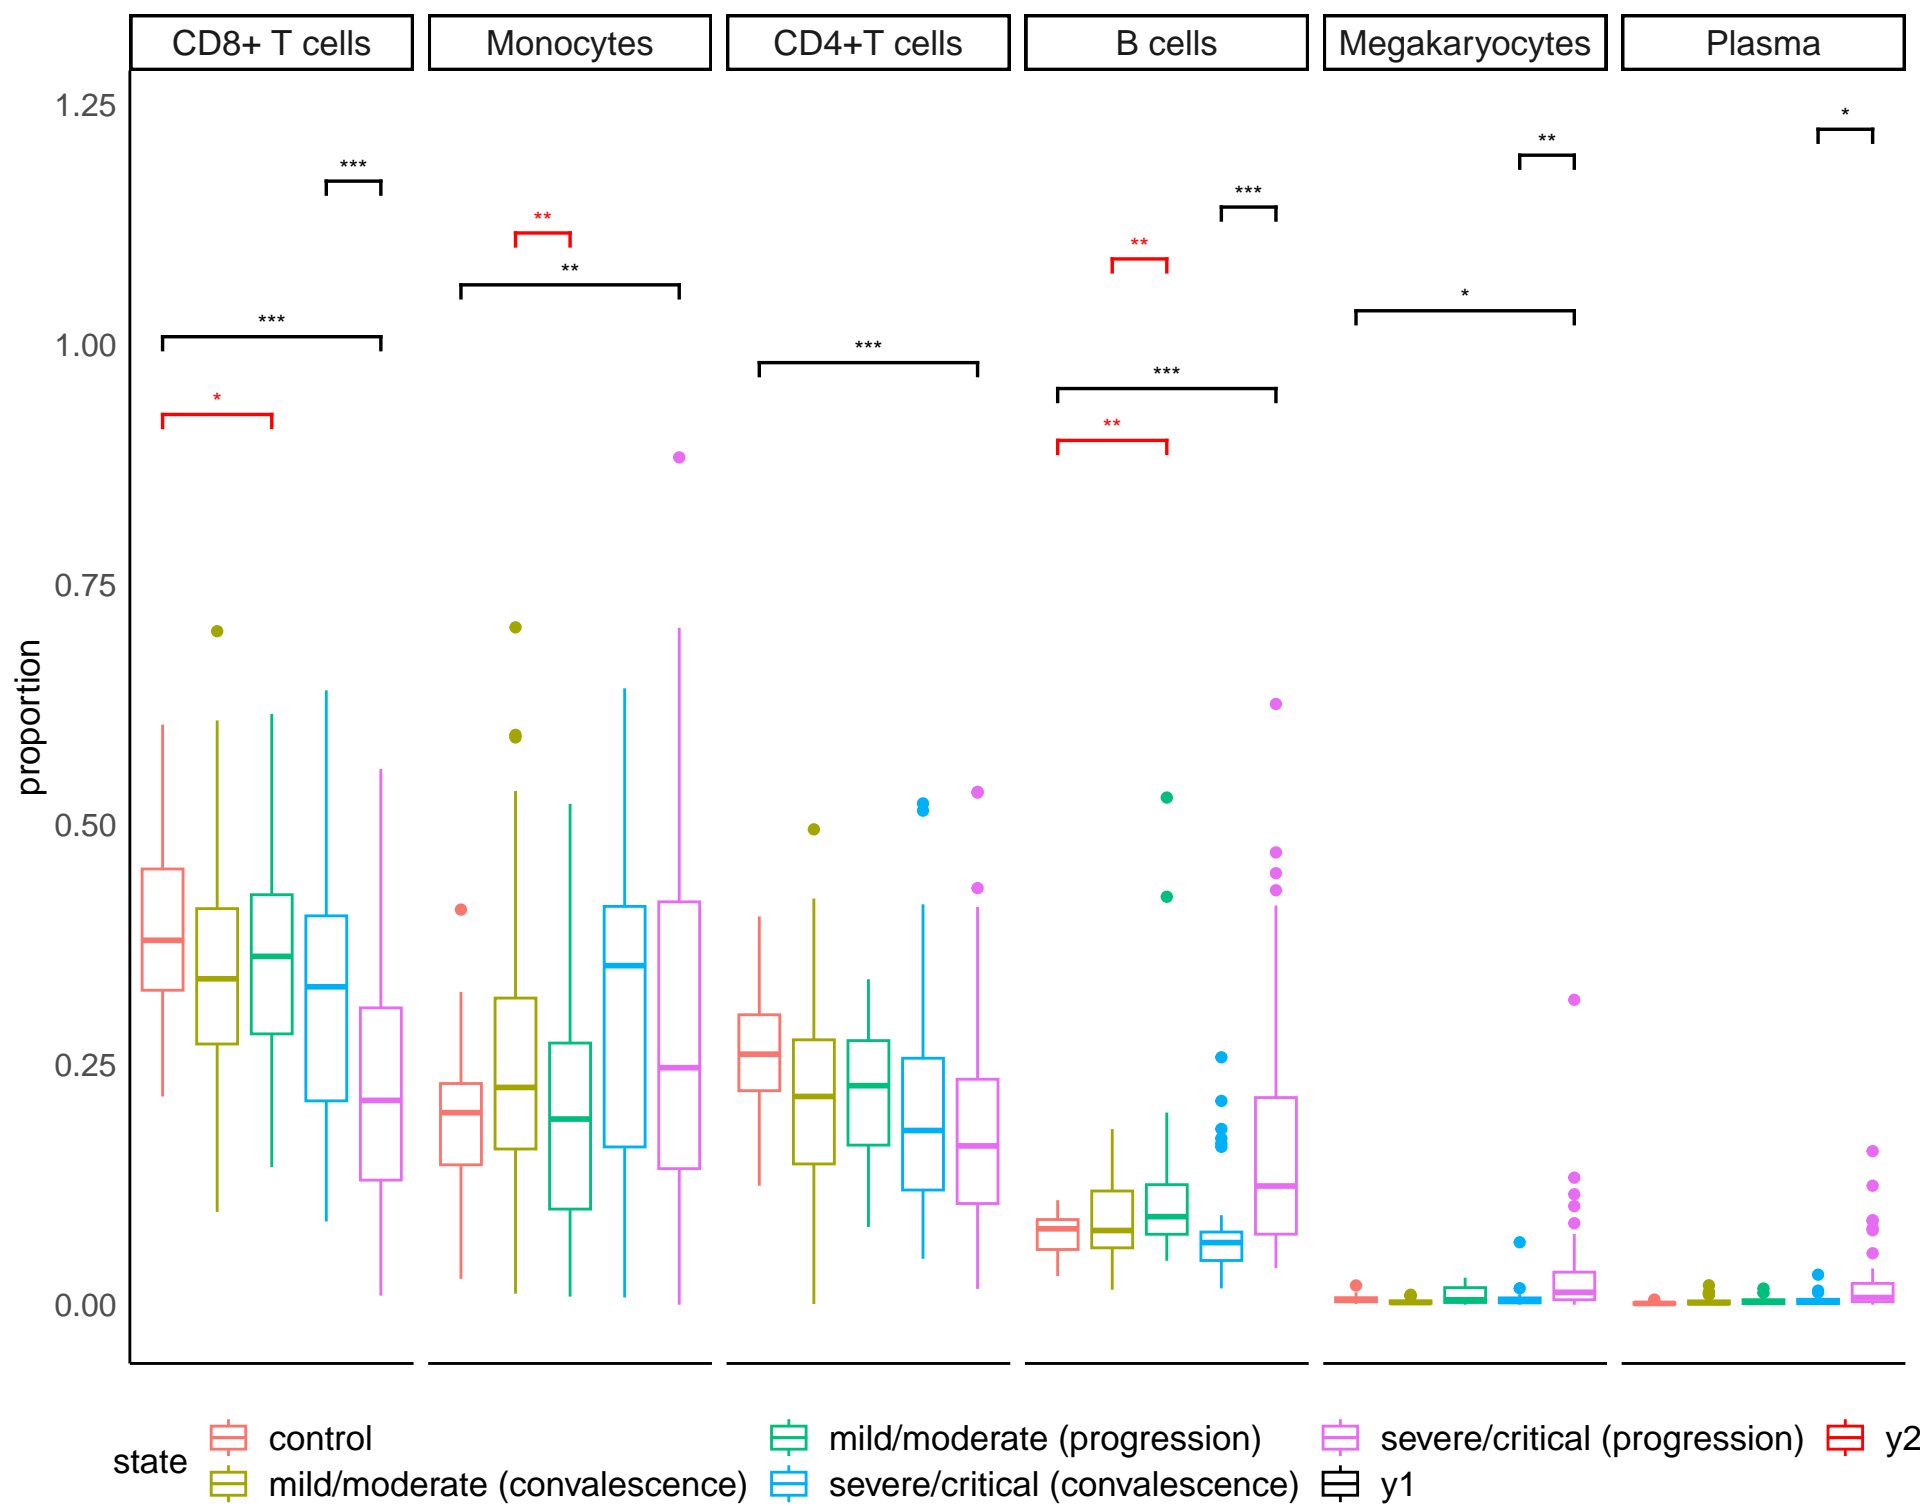 CD8+ T cells
Monocytes
CD4+T cells
B cells
Megakaryocytes
Plasma
1.25
1.00
0.75
0.50
0.25
0.00
proportion
***
***
*
**
**
***
***
**
***
**
**
*
*
state
control
mild/moderate (progression)
severe/critical (progression)
y2
mild/moderate (convalescence)
severe/critical (convalescence)
y1